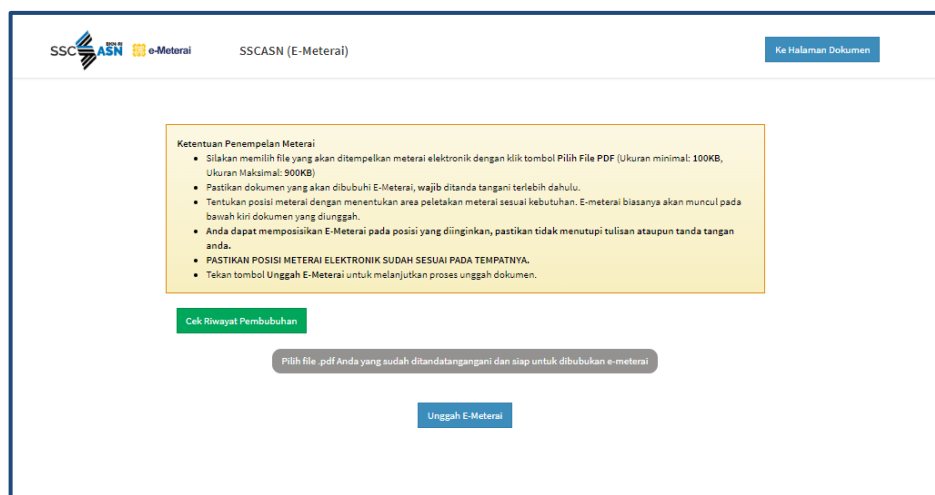 SSC ASN e-Meterai SSCASN (E-Meterai) Ke Halaman Dokumen
Ketentuan Penempelan Meterai
Silakan memilih file yang akan ditempelkan meterai elektronik dengan klik tombol Pilih File PDF (Ukuran minimal: 100KB,
Ukuran Maksimal: 900KB)
Pastikan dokumen yang akan dibubuhi E-Meterai, wajib ditanda tangani terlebih dahulu.
Tentukan posisi meterai dengan menentukan area peletakan meterai sesuai kebutuhan. E-meterai biasanya akan muncul pada
bawah kiri dokumen yang diunggah.
Anda dapat memposisikan E-Meterai pada posisi yang diinginkan, pastikan tidak menutupi tulisan ataupun tanda tangan
anda.
PASTIKAN POSISI METERAI ELEKTRONIK SUDAH SESUAI PADA TEMPATNYA.
Tekan tombol Unggah E-Meterai untuk melanjutkan proses unggah dokumen.
Cek Riwayat Pembubuhan
Pilih file .pdf Anda yang sudah ditandatangangani dan siap untuk dibubukan e-meterai
Unggah E-Meterai